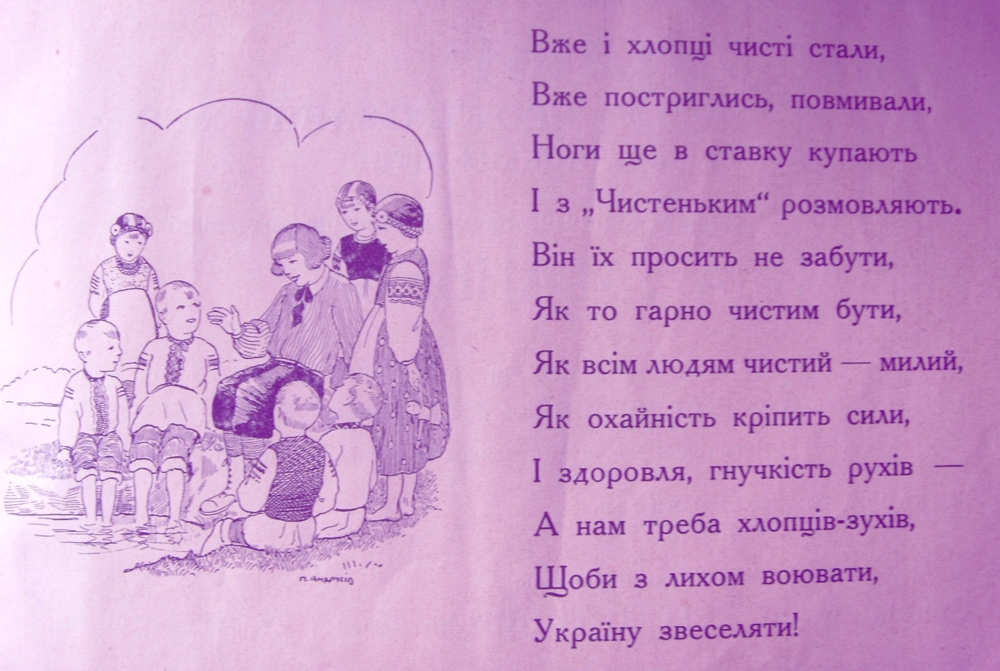 Вже і хлопці чисті стали,
Вже постриглись, повмивали,
Ноги ще в ставку купають
І з „Чистеньким“ розмовляють.
Він їх просить не забути,
Як то гарно чистим бути,
Як всім людям чистий — милий,
Як охайність кріпить сили,
І здоровля, гнучкість рухів —
А нам треба хлопців-зухів,
Щоби з лихом воювати,
Україну звеселяти!
П. Андрусів